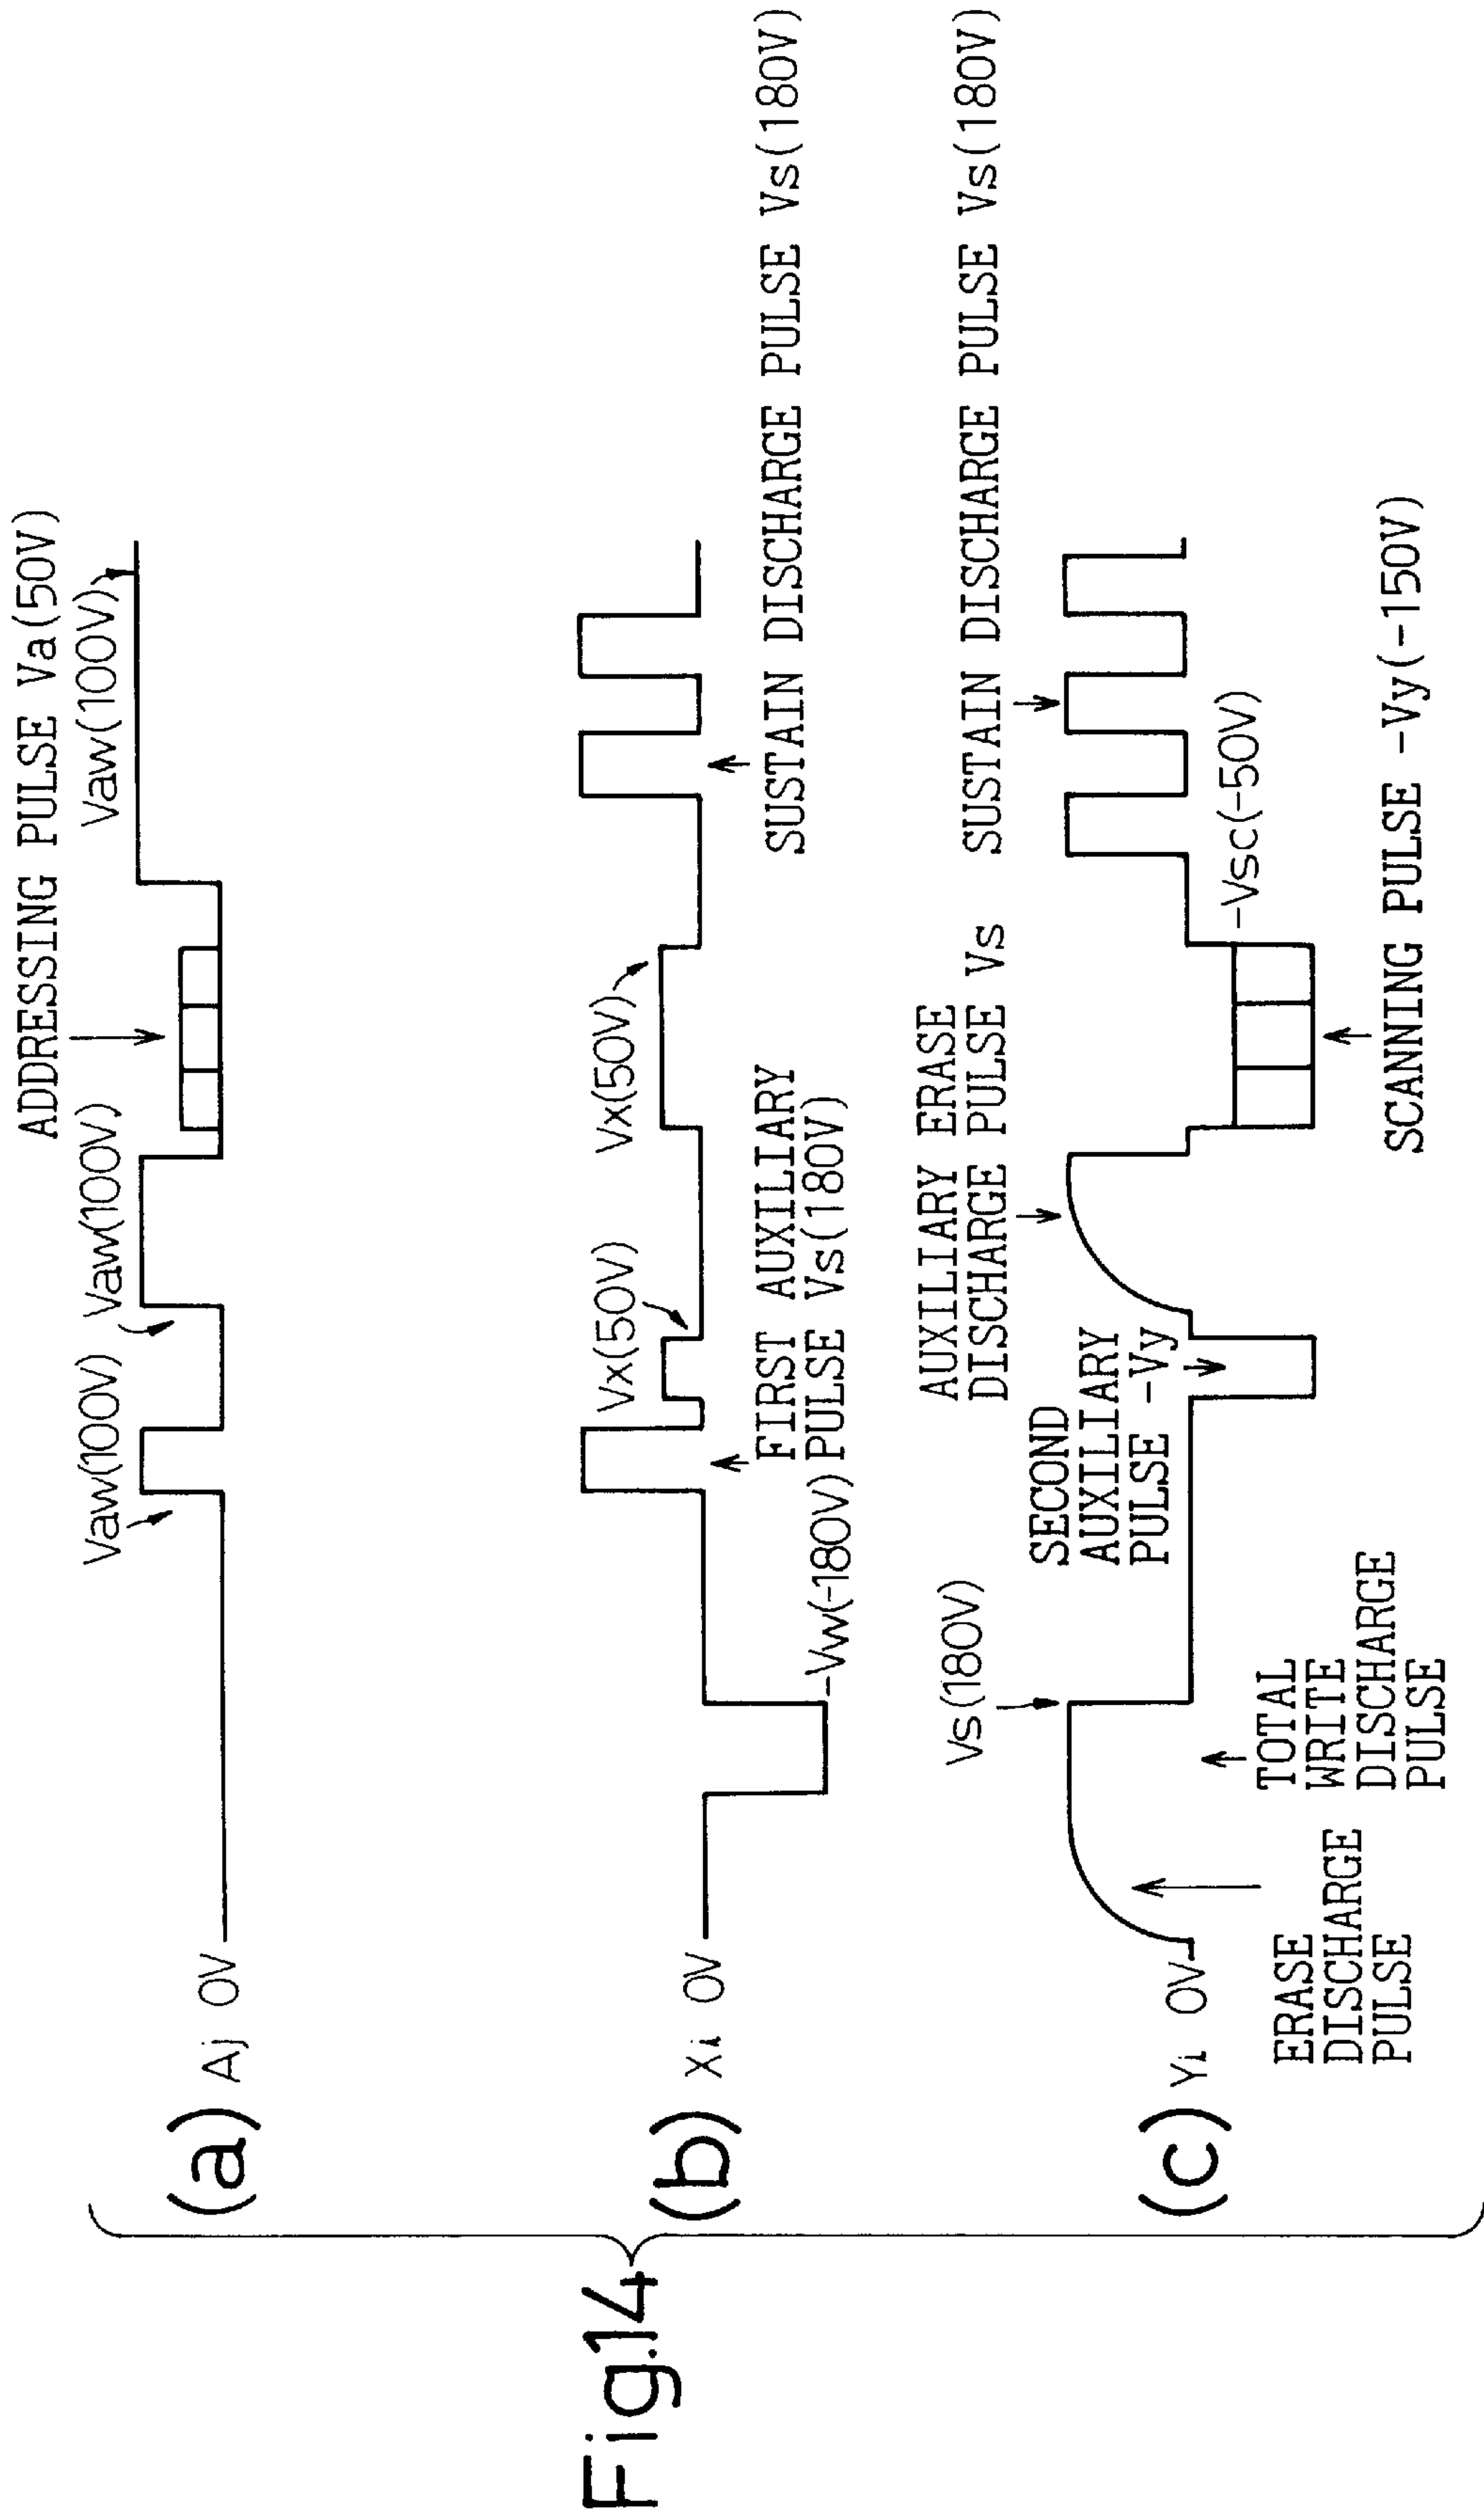 Fig.14
(a) Aj 0V
Vaw(100V)
Vaw(100V)
ADDRESSING PULSE Va(50V)
Vaw(100V)
(b) Xi 0V
-Vw(-180V)
Vx(50V)
FIRST AUXILIARY
PULSE Vs(180V)
Vx(50V)
SUSTAIN DISCHARGE PULSE Vs(180V)
(c) Yi 0V
ERASE
DISCHARGE
PULSE
Vs(180V)
TOTAL
WRITE
DISCHARGE
PULSE
SECOND
AUXILIARY
PULSE -Vy
AUXILIARY ERASE
DISCHARGE PULSE Vs
SUSTAIN DISCHARGE PULSE Vs(180V)
-Vsc(-50V)
SCANNING PULSE -Vy(-150V)